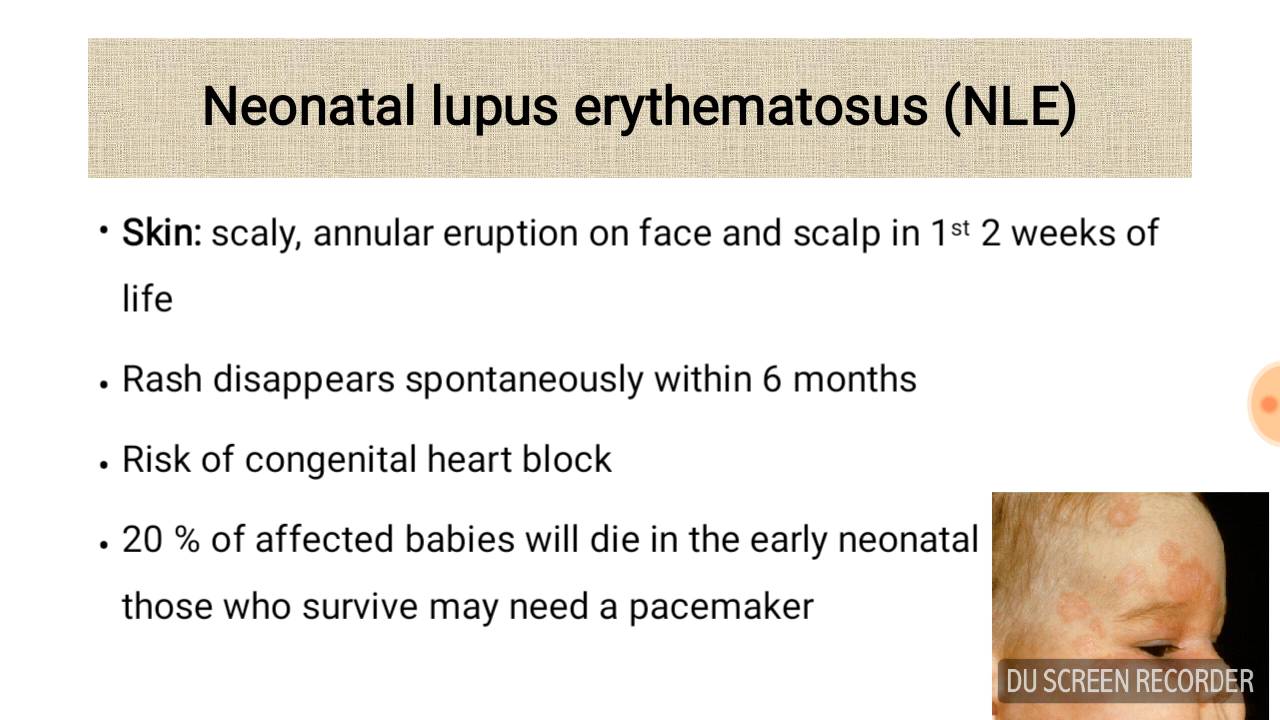 Neonatal lupus erythematosus (NLE)
• Skin: scaly, annular eruption on face and scalp in 1st 2 weeks of
life
• Rash disappears spontaneously within 6 months
• Risk of congenital heart block
• 20 % of affected babies will die in the early neonatal
those who survive may need a pacemaker
DU SCREEN RECORDER